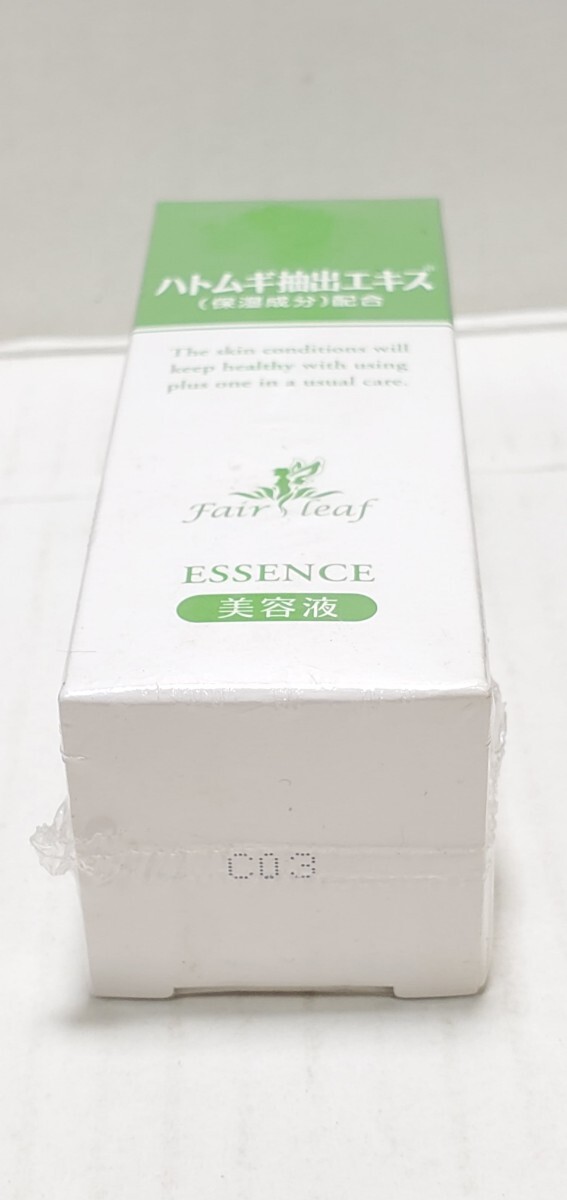 ハトムギ抽出エキス
(保湿成分)配合
The skin conditions will
keep healthy with using
plus one in a usual care.
Fair leaf
ESSENCE
美容液
C03